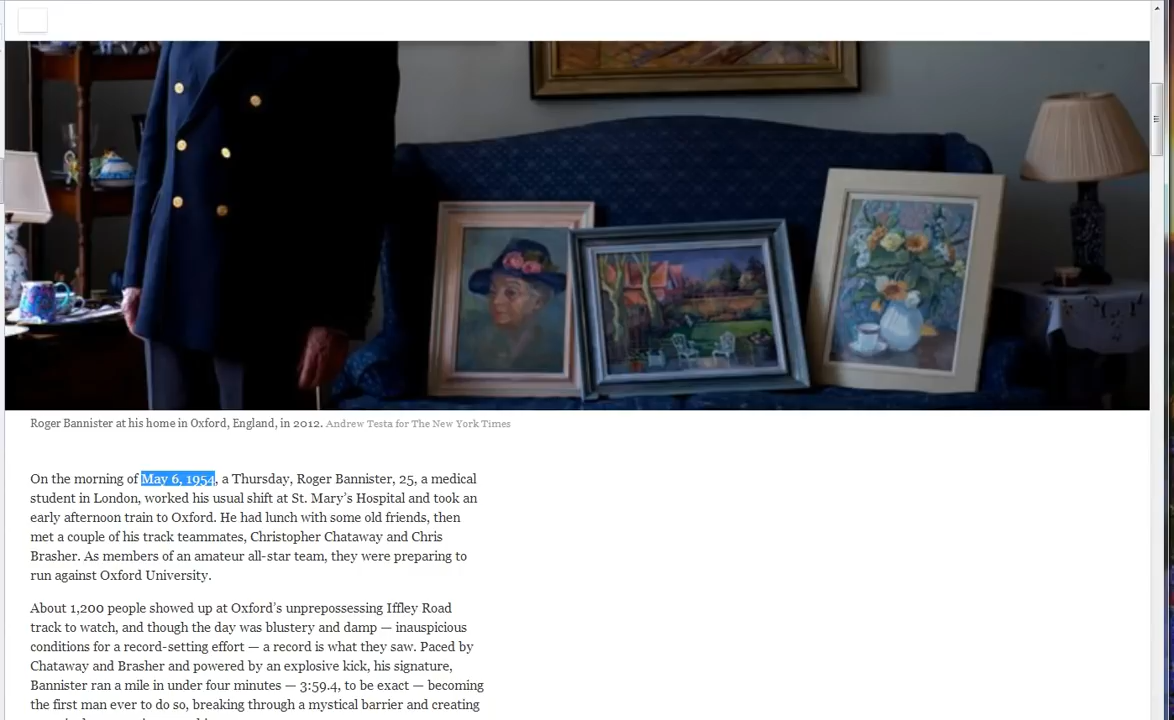 Roger Bannister at his home in Oxford, England, in 2012. Andrew Testa for The New York Times
On the morning of May 6, 1954, a Thursday, Roger Bannister, 25, a medical
student in London, worked his usual shift at St. Mary’s Hospital and took an
early afternoon train to Oxford. He had lunch with some old friends, then
met a couple of his track teammates, Christopher Chataway and Chris
Brasher. As members of an amateur all-star team, they were preparing to
run against Oxford University.
About 1,200 people showed up at Oxford’s unprepossessing Iffley Road
track to watch, and though the day was blustery and damp — inauspicious
conditions for a record-setting effort — a record is what they saw. Paced by
Chataway and Brasher and powered by an explosive kick, his signature,
Bannister ran a mile in under four minutes — 3:59.4, to be exact — becoming
the first man ever to do so, breaking through a mystical barrier and creating